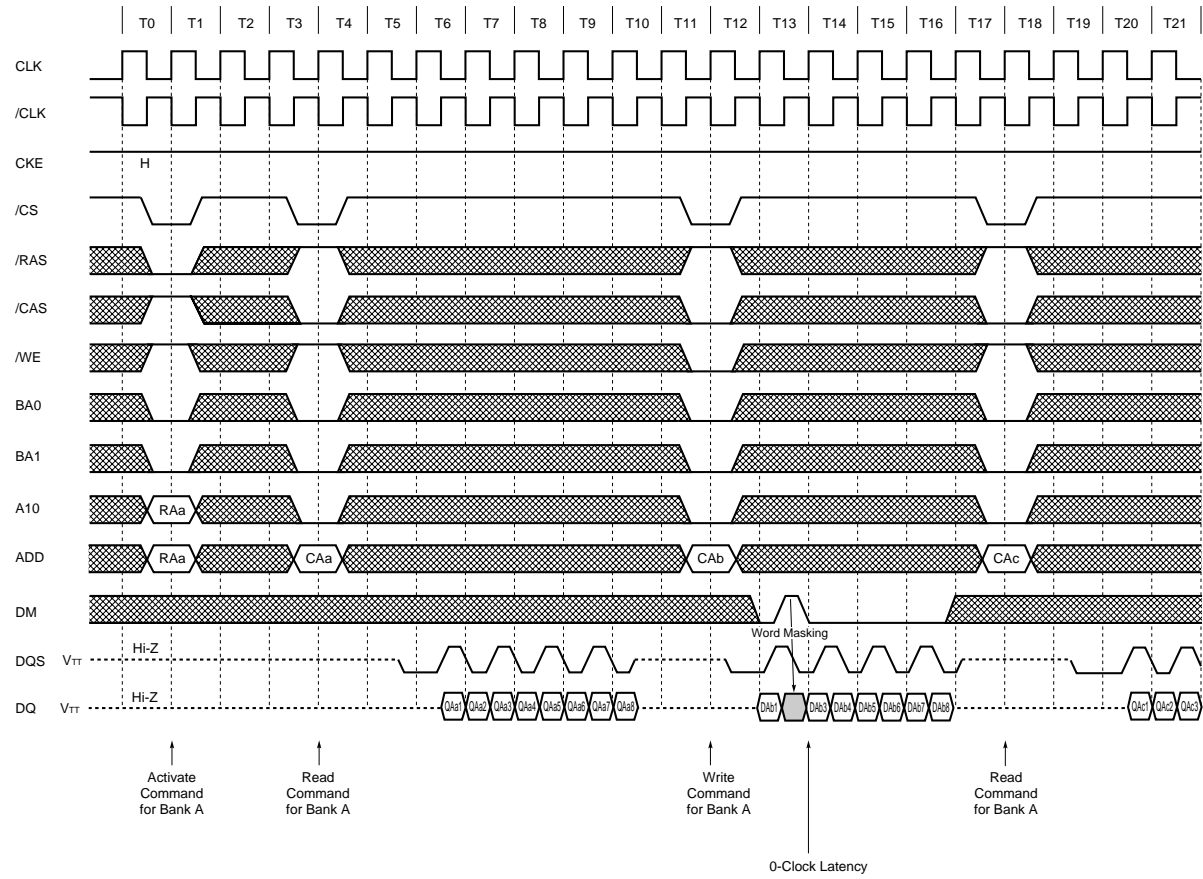 T0 T1 T2 T3 T4 T5 T6 T7 T8 T9 T10 T11 T12 T13 T14 T15 T16 T17 T18 T19 T20 T21
CLK
/CLK
CKE H
/CS
/RAS
/CAS
/WE
BA0
BA1
A10 RAa
ADD RAa CAa CAb CAc
DM
Word Masking
DQS VTT Hi-Z
DQ VTT Hi-Z QAa1 QAa2 QAa3 QAa4 QAa5 QAa6 QAa7 QAa8 DAb1 DAb3 DAb4 DAb5 DAb6 DAb7 DAb8 QAc1 QAc2 QAc3
Activate
Command
for Bank A
Read
Command
for Bank A
Write
Command
for Bank A
Read
Command
for Bank A
0-Clock Latency